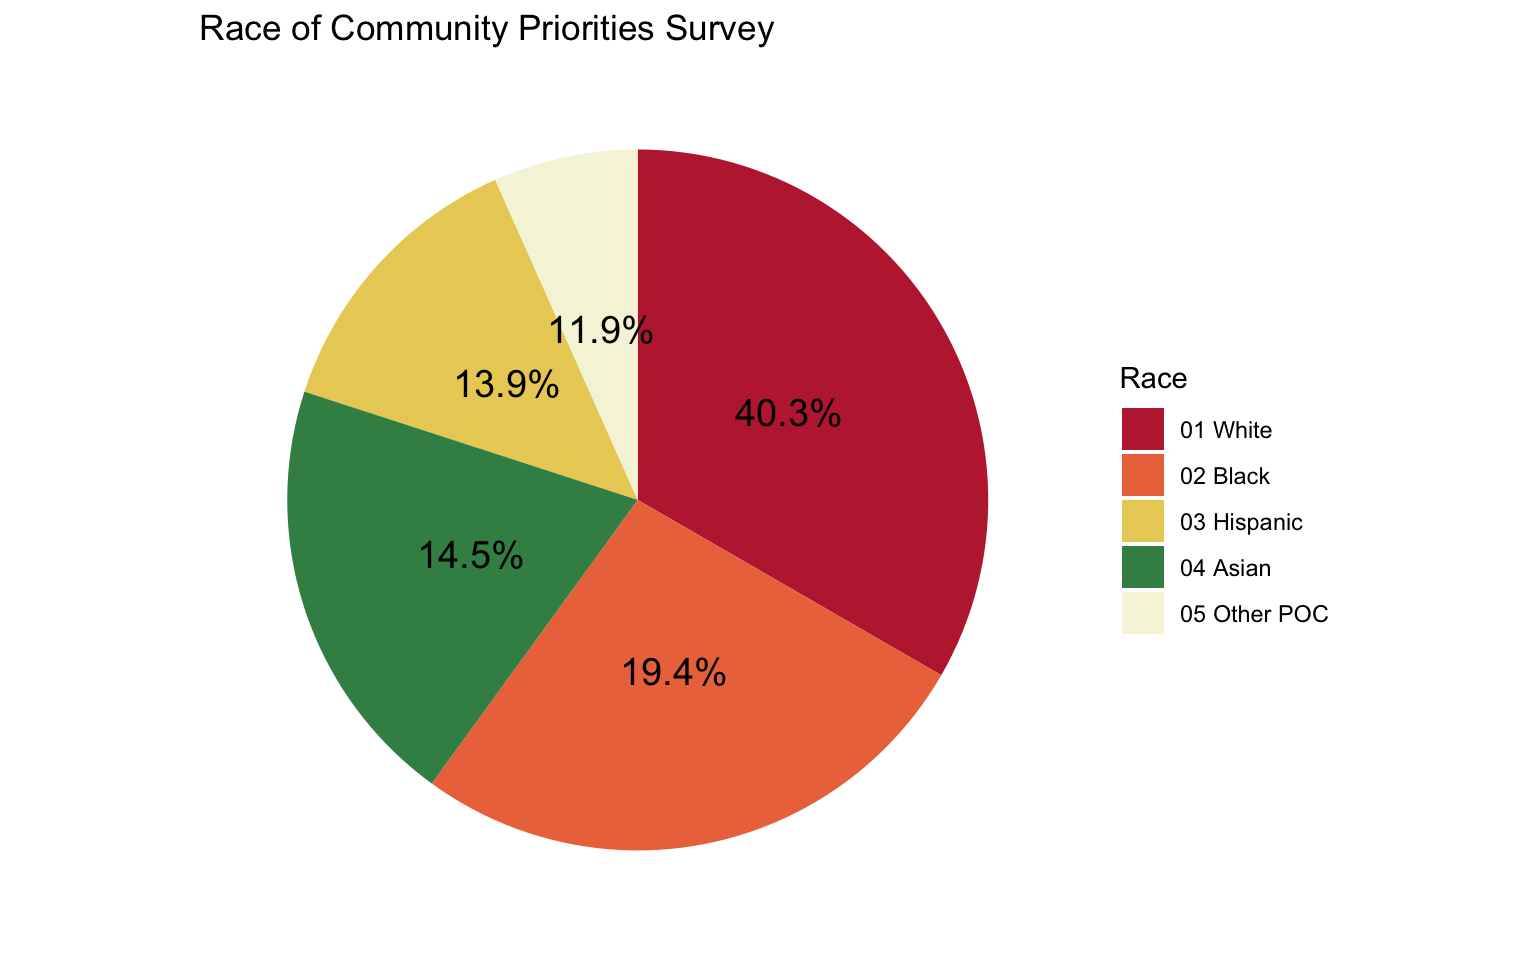 Race of Community Priorities Survey
11.9%
13.9%
40.3%
14.5%
19.4%
Race
01 White
02 Black
03 Hispanic
04 Asian
05 Other POC